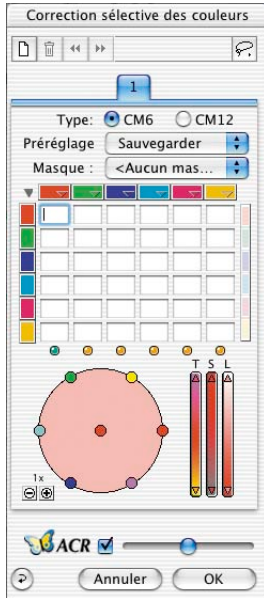 Correction sélective des couleurs
1
Type: CM6 CM12
Préréglage Sauvegarder
Masque : <Aucun mas...
T S L
1x
ACR
Annuler OK